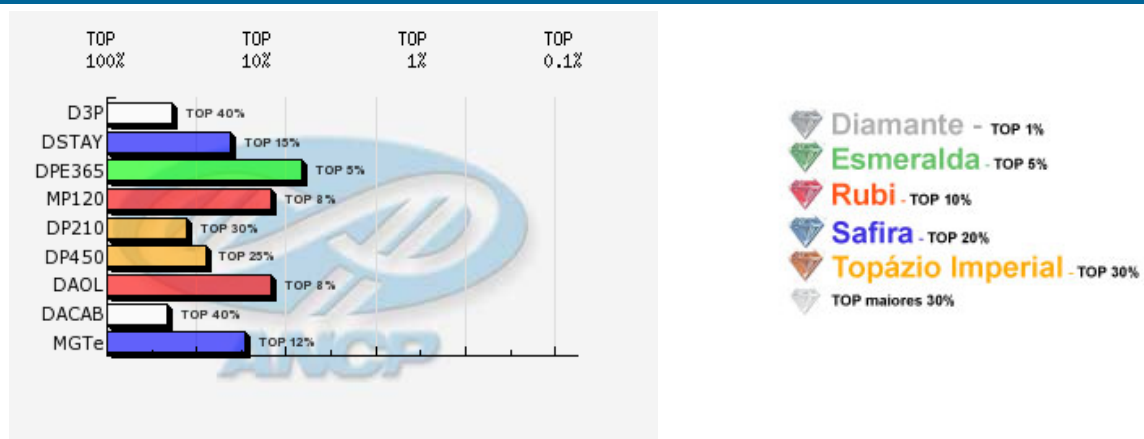 TOP TOP TOP TOP
100% 10% 1% 0.1%
D3P TOP 40%
DSTAY TOP 15%
DPE365 TOP 5%
MP120 TOP 8%
DP210 TOP 30%
DP450 TOP 25%
DAOL TOP 8%
DACAB TOP 40%
MGTe TOP 12%
ANCP
Diamante - TOP 1%
Esmeralda - TOP 5%
Rubi - TOP 10%
Safira - TOP 20%
Topázio Imperial - TOP 30%
TOP maiores 30%